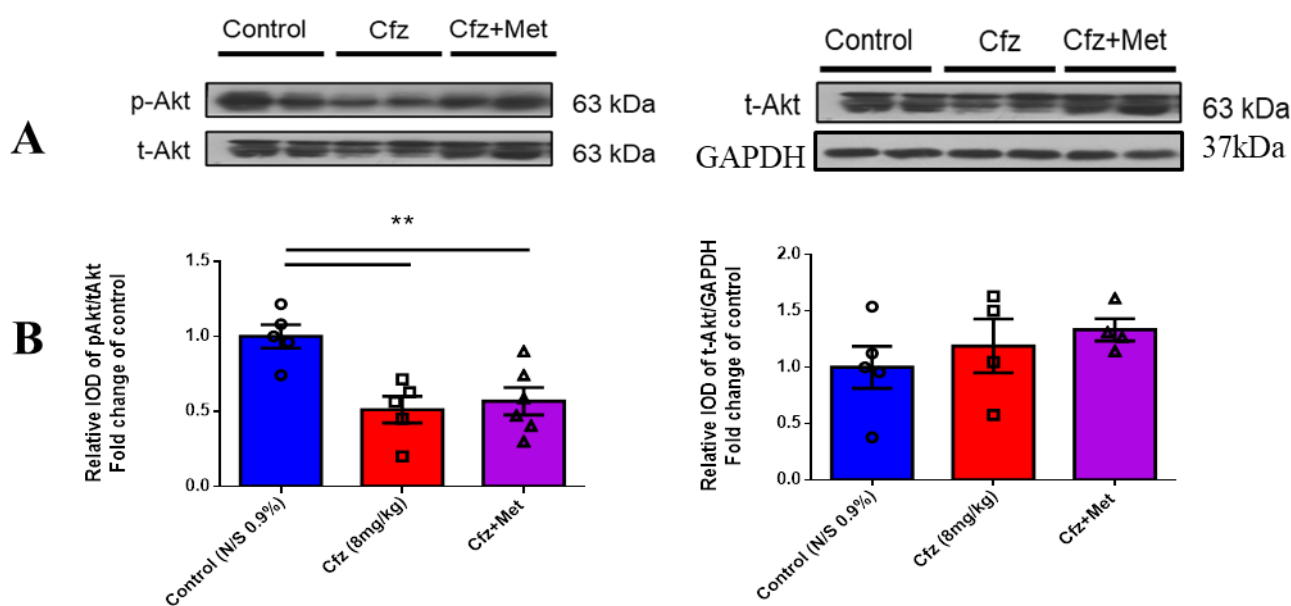 Control Cfz Cfz+Met
p-Akt 63 kDa
t-Akt 63 kDa
A
Control Cfz Cfz+Met
t-Akt 63 kDa
GAPDH 37kDa
B
**
Relative IOD of pAkt/tAkt
Fold change of control
1.5
1.0
0.5
0.0
Control (N/S 0.9%)
Cfz (8mg/kg)
Cfz+Met
Relative IOD of t-Akt/GAPDH
Fold change of control
2.0
1.5
1.0
0.5
0.0
Control (N/S 0.9%)
Cfz (8mg/kg)
Cfz+Met